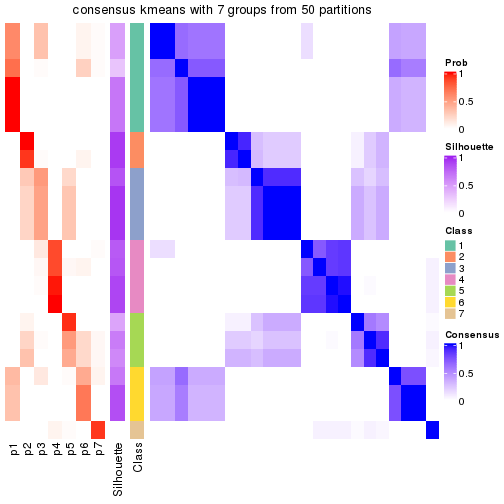 consensus kmeans with 7 groups from 50 partitions
Prob
1
0.5
0
Silhouette
1
0.5
0
Class
1
2
3
4
5
6
7
Consensus
1
0.5
0
p1
p2
p3
p4
p5
p6
p7
Silhouette
Class